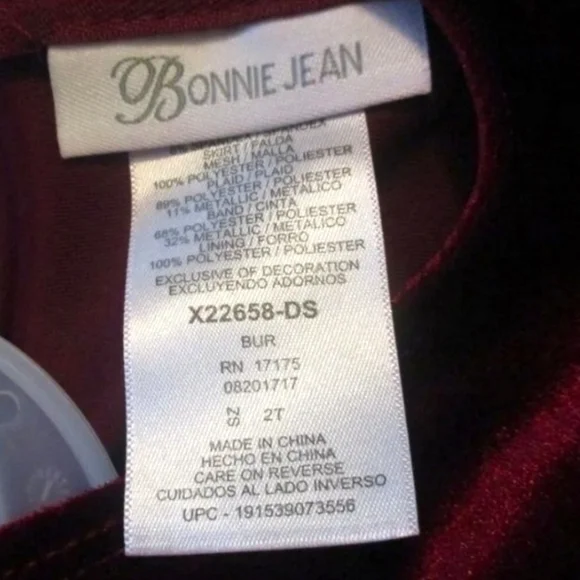 BONNIE JEAN
SKIRT / FALDA
MESH / MALLA
100% POLYESTER / POLIESTER
PLAID / PLAID
89% POLYESTER / POLIESTER
11% METALLIC / METALICO
BAND / CINTA
68% POLYESTER / POLIESTER
32% METALLIC / METALICO
LINING / FORRO
100% POLYESTER / POLIESTER
EXCLUSIVE OF DECORATION
EXCLUYENDO ADORNOS
X22658-DS
BUR
RN 17175
08201717
ZS 2T
MADE IN CHINA
HECHO EN CHINA
CARE ON REVERSE
CUIDADOS AL LADO INVERSO
UPC - 191539073556